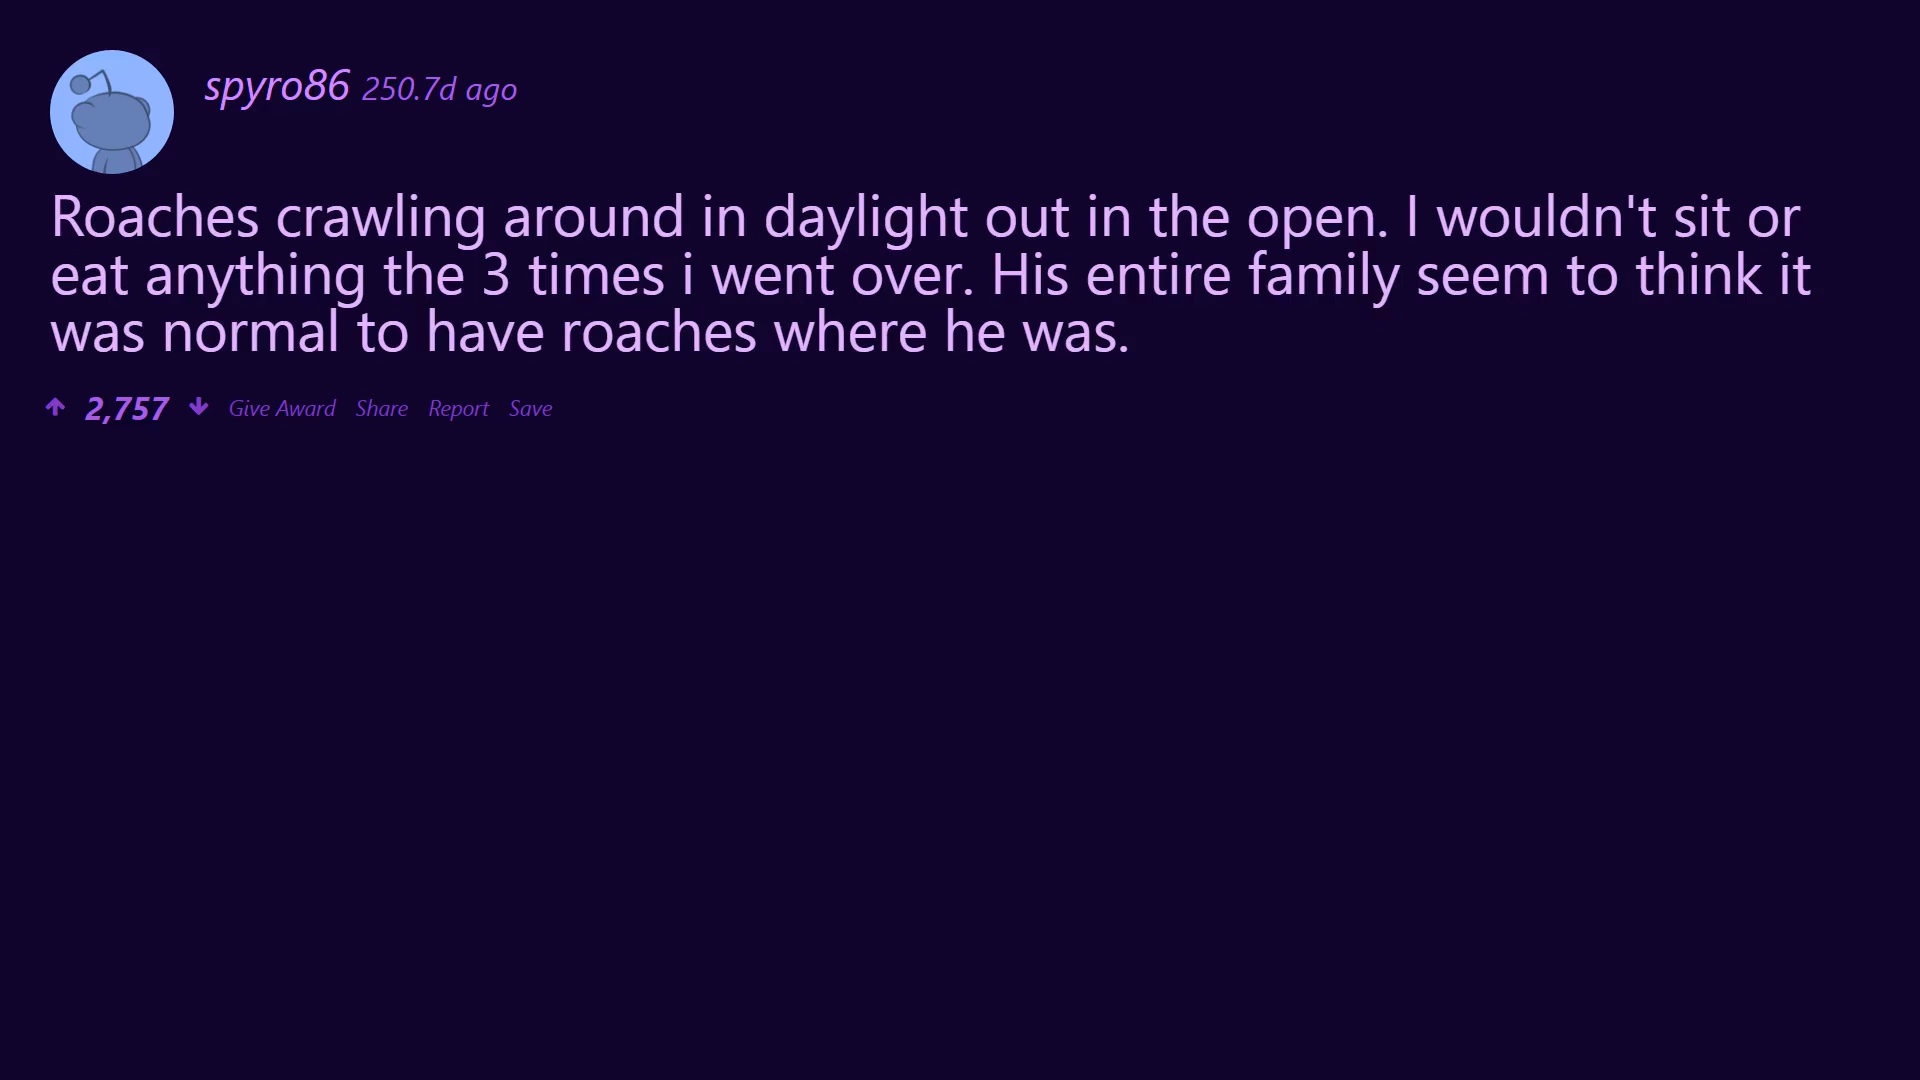 spyro86 250.7d ago
Roaches crawling around in daylight out in the open. I wouldn't sit or
eat anything the 3 times i went over. His entire family seem to think it
was normal to have roaches where he was.
2,757 Give Award Share Report Save